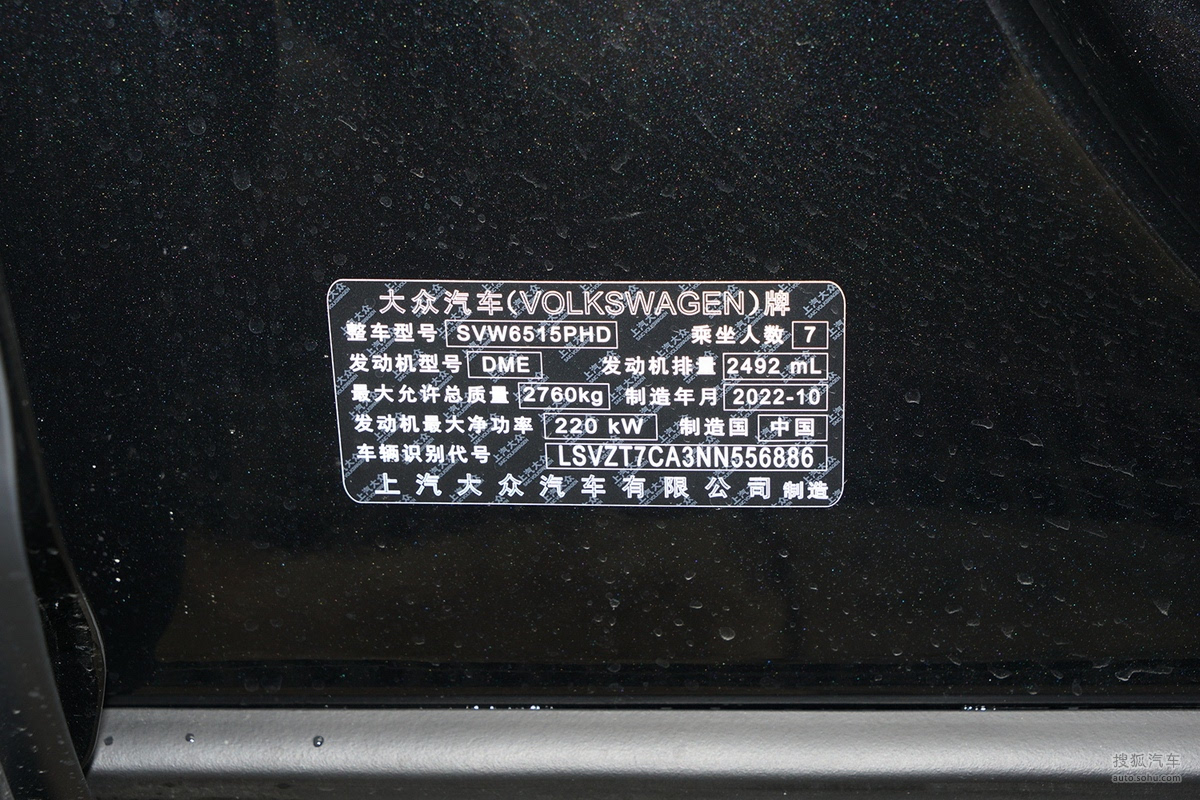 大众汽车(VOLKSWAGEN)牌
整车型号 SVW6515PHD 乘坐人数 7
发动机型号 DME 发动机排量 2492 mL
最大允许总质量 2760kg 制造年月 2022-10
发动机最大净功率 220 kW 制造国 中国
车辆识别代号 LSVZT7CA3NN556886
上汽大众汽车有限公司 制造
搜狐汽车
auto.sohu.com